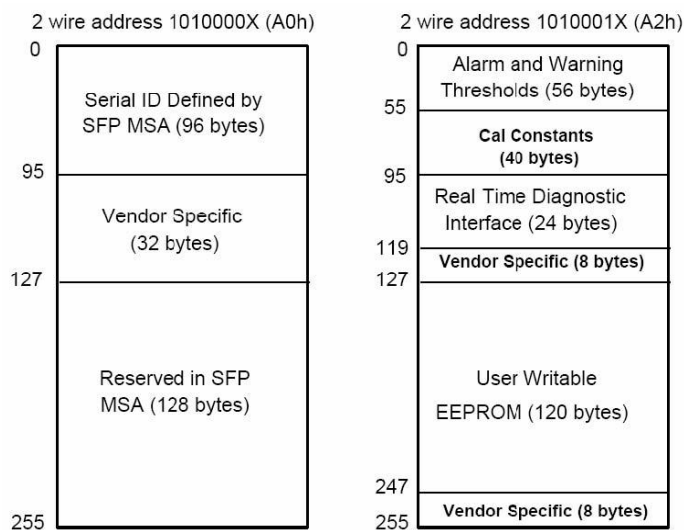 2 wire address 1010000X (A0h)
0
Serial ID Defined by
SFP MSA (96 bytes)
95
Vendor Specific
(32 bytes)
127
Reserved in SFP
MSA (128 bytes)
255
2 wire address 1010001X (A2h)
0
Alarm and Warning
Thresholds (56 bytes)
55
Cal Constants
(40 bytes)
95
Real Time Diagnostic
Interface (24 bytes)
119
Vendor Specific (8 bytes)
127
User Writable
EEPROM (120 bytes)
247
Vendor Specific (8 bytes)
255